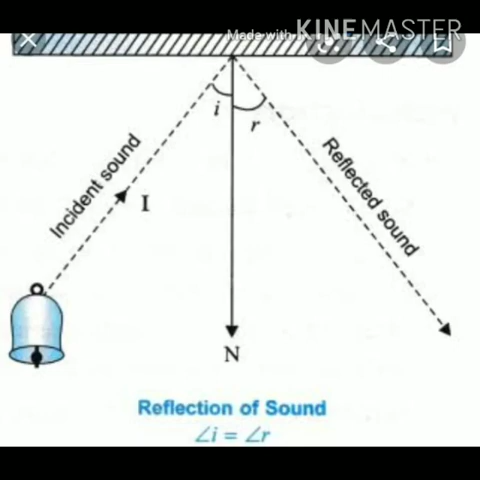 Made with
KINEMASTER
i
r
Incident sound
I
Reflected sound
N
Reflection of Sound
∠i = ∠r